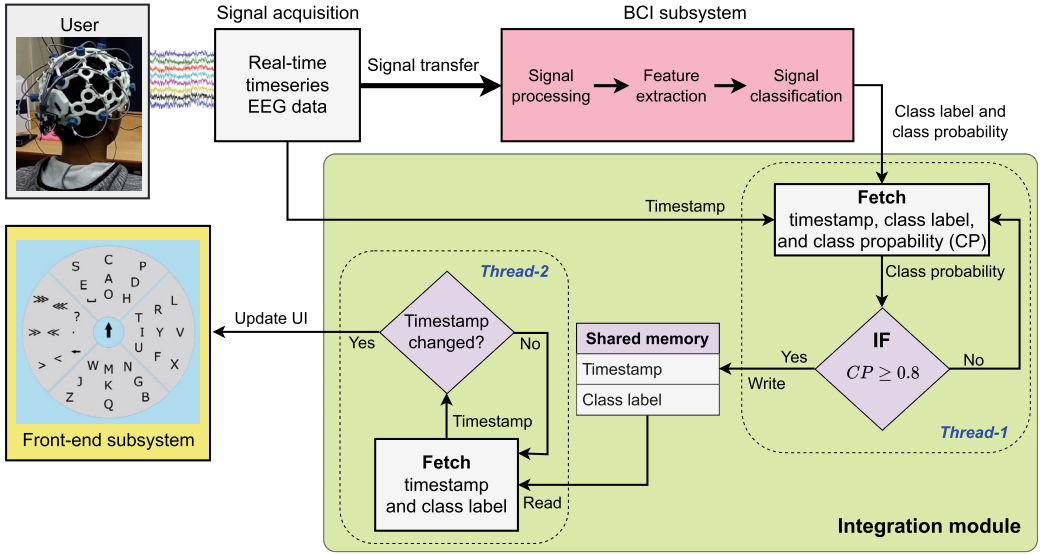 User
Signal acquisition
Real-time
timeseries
EEG data
Signal transfer
BCI subsystem
Signal
processing
Feature
extraction
Signal
classification
Class label and
class probability
Timestamp
Fetch
timestamp, class label,
and class propability (CP)
Class probability
IF
CP ≥ 0.8
No
Yes
Write
Thread-1
Shared memory
Timestamp
Class label
Read
Thread-2
Timestamp
changed?
Yes
No
Timestamp
Fetch
timestamp
and class label
Update UI
S C P
E A D
␣ O H
⋙ ⋘ ?
≫ ≪ ·
> < ←
T R L
I Y V
U F X
W M N
J K G
Z Q B
Front-end subsystem
Integration module